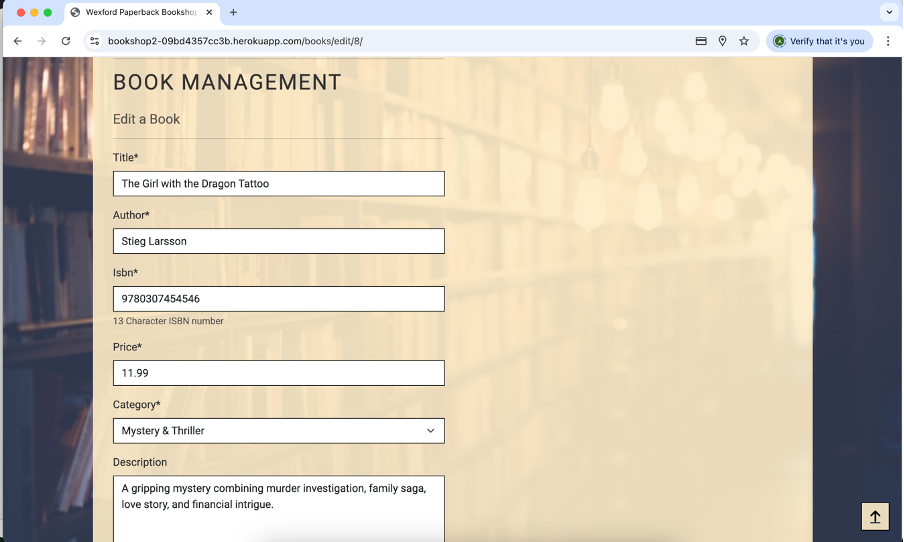 Wexford Paperback Bookshop
bookshop2-09bd4357cc3b.herokuapp.com/books/edit/8/
Verify that it's you
BOOK MANAGEMENT
Edit a Book
Title*
The Girl with the Dragon Tattoo
Author*
Stieg Larsson
Isbn*
9780307454546
13 Character ISBN number
Price*
11.99
Category*
Mystery & Thriller
Description
A gripping mystery combining murder investigation, family saga,
love story, and financial intrigue.